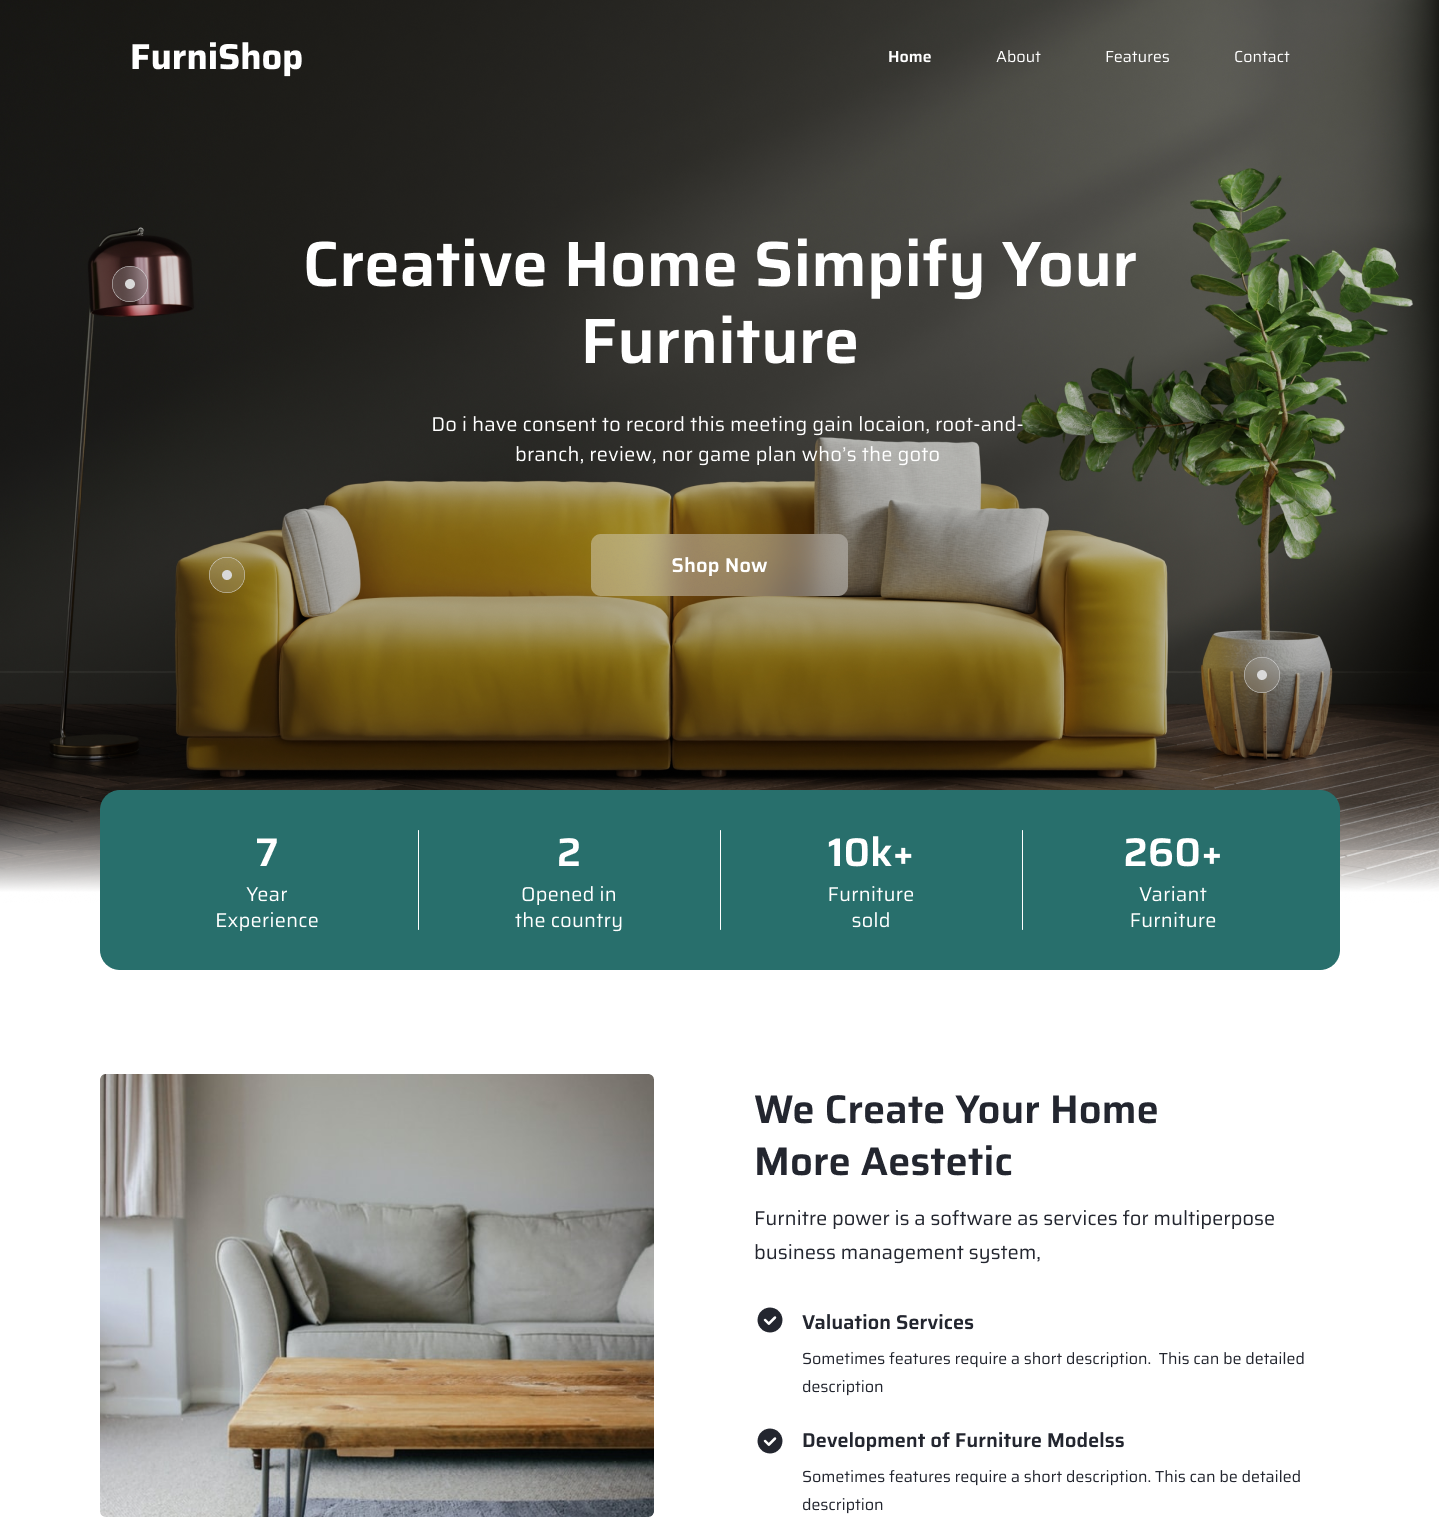 FurniShop
Home About Features Contact
Creative Home Simpify Your
Furniture
Do i have consent to record this meeting gain locaion, root-and-
branch, review, nor game plan who's the goto
Shop Now
7
Year
Experience
2
Opened in
the country
10k+
Furniture
sold
260+
Variant
Furniture
We Create Your Home
More Aestetic
Furnitre power is a software as services for multiperpose
business management system,
Valuation Services
Sometimes features require a short description.  This can be detailed
description
Development of Furniture Modelss
Sometimes features require a short description. This can be detailed
description